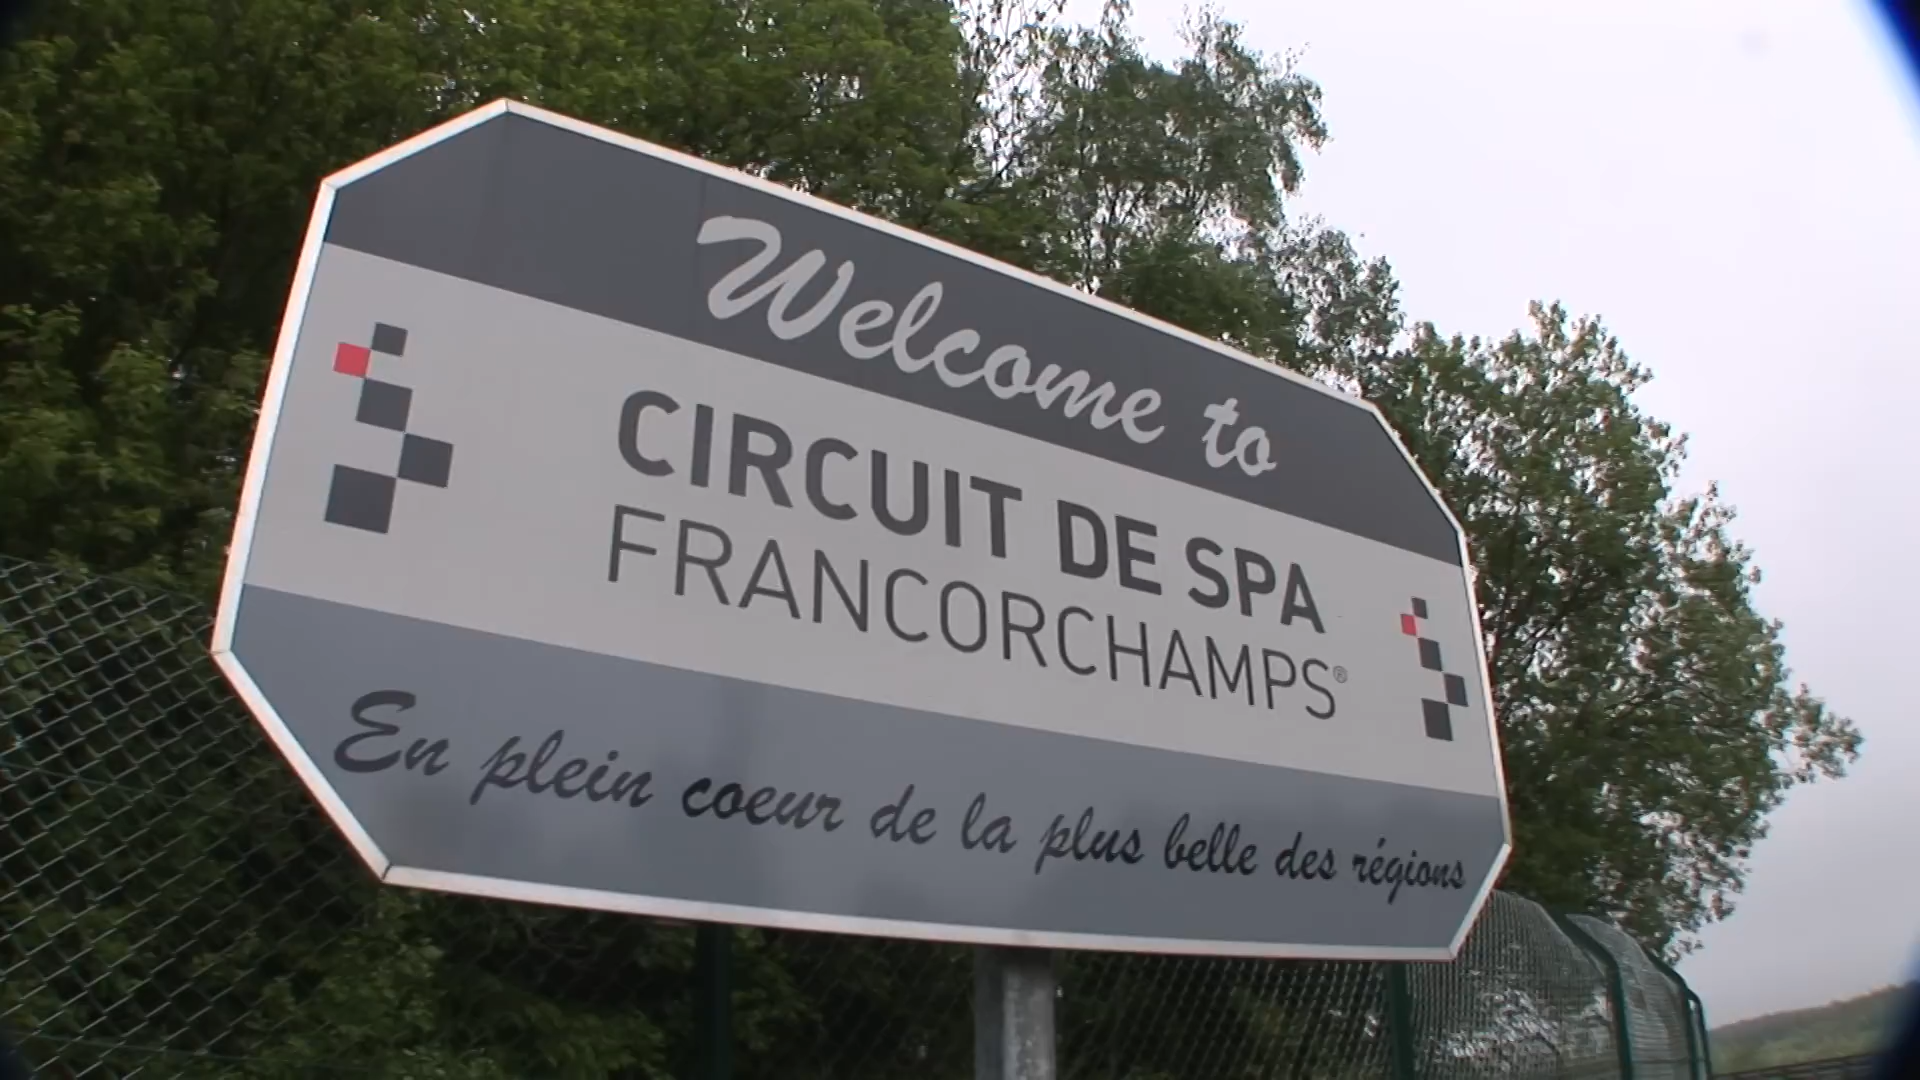 Welcome to
CIRCUIT DE SPA
FRANCORCHAMPS®
En plein coeur de la plus belle des régions